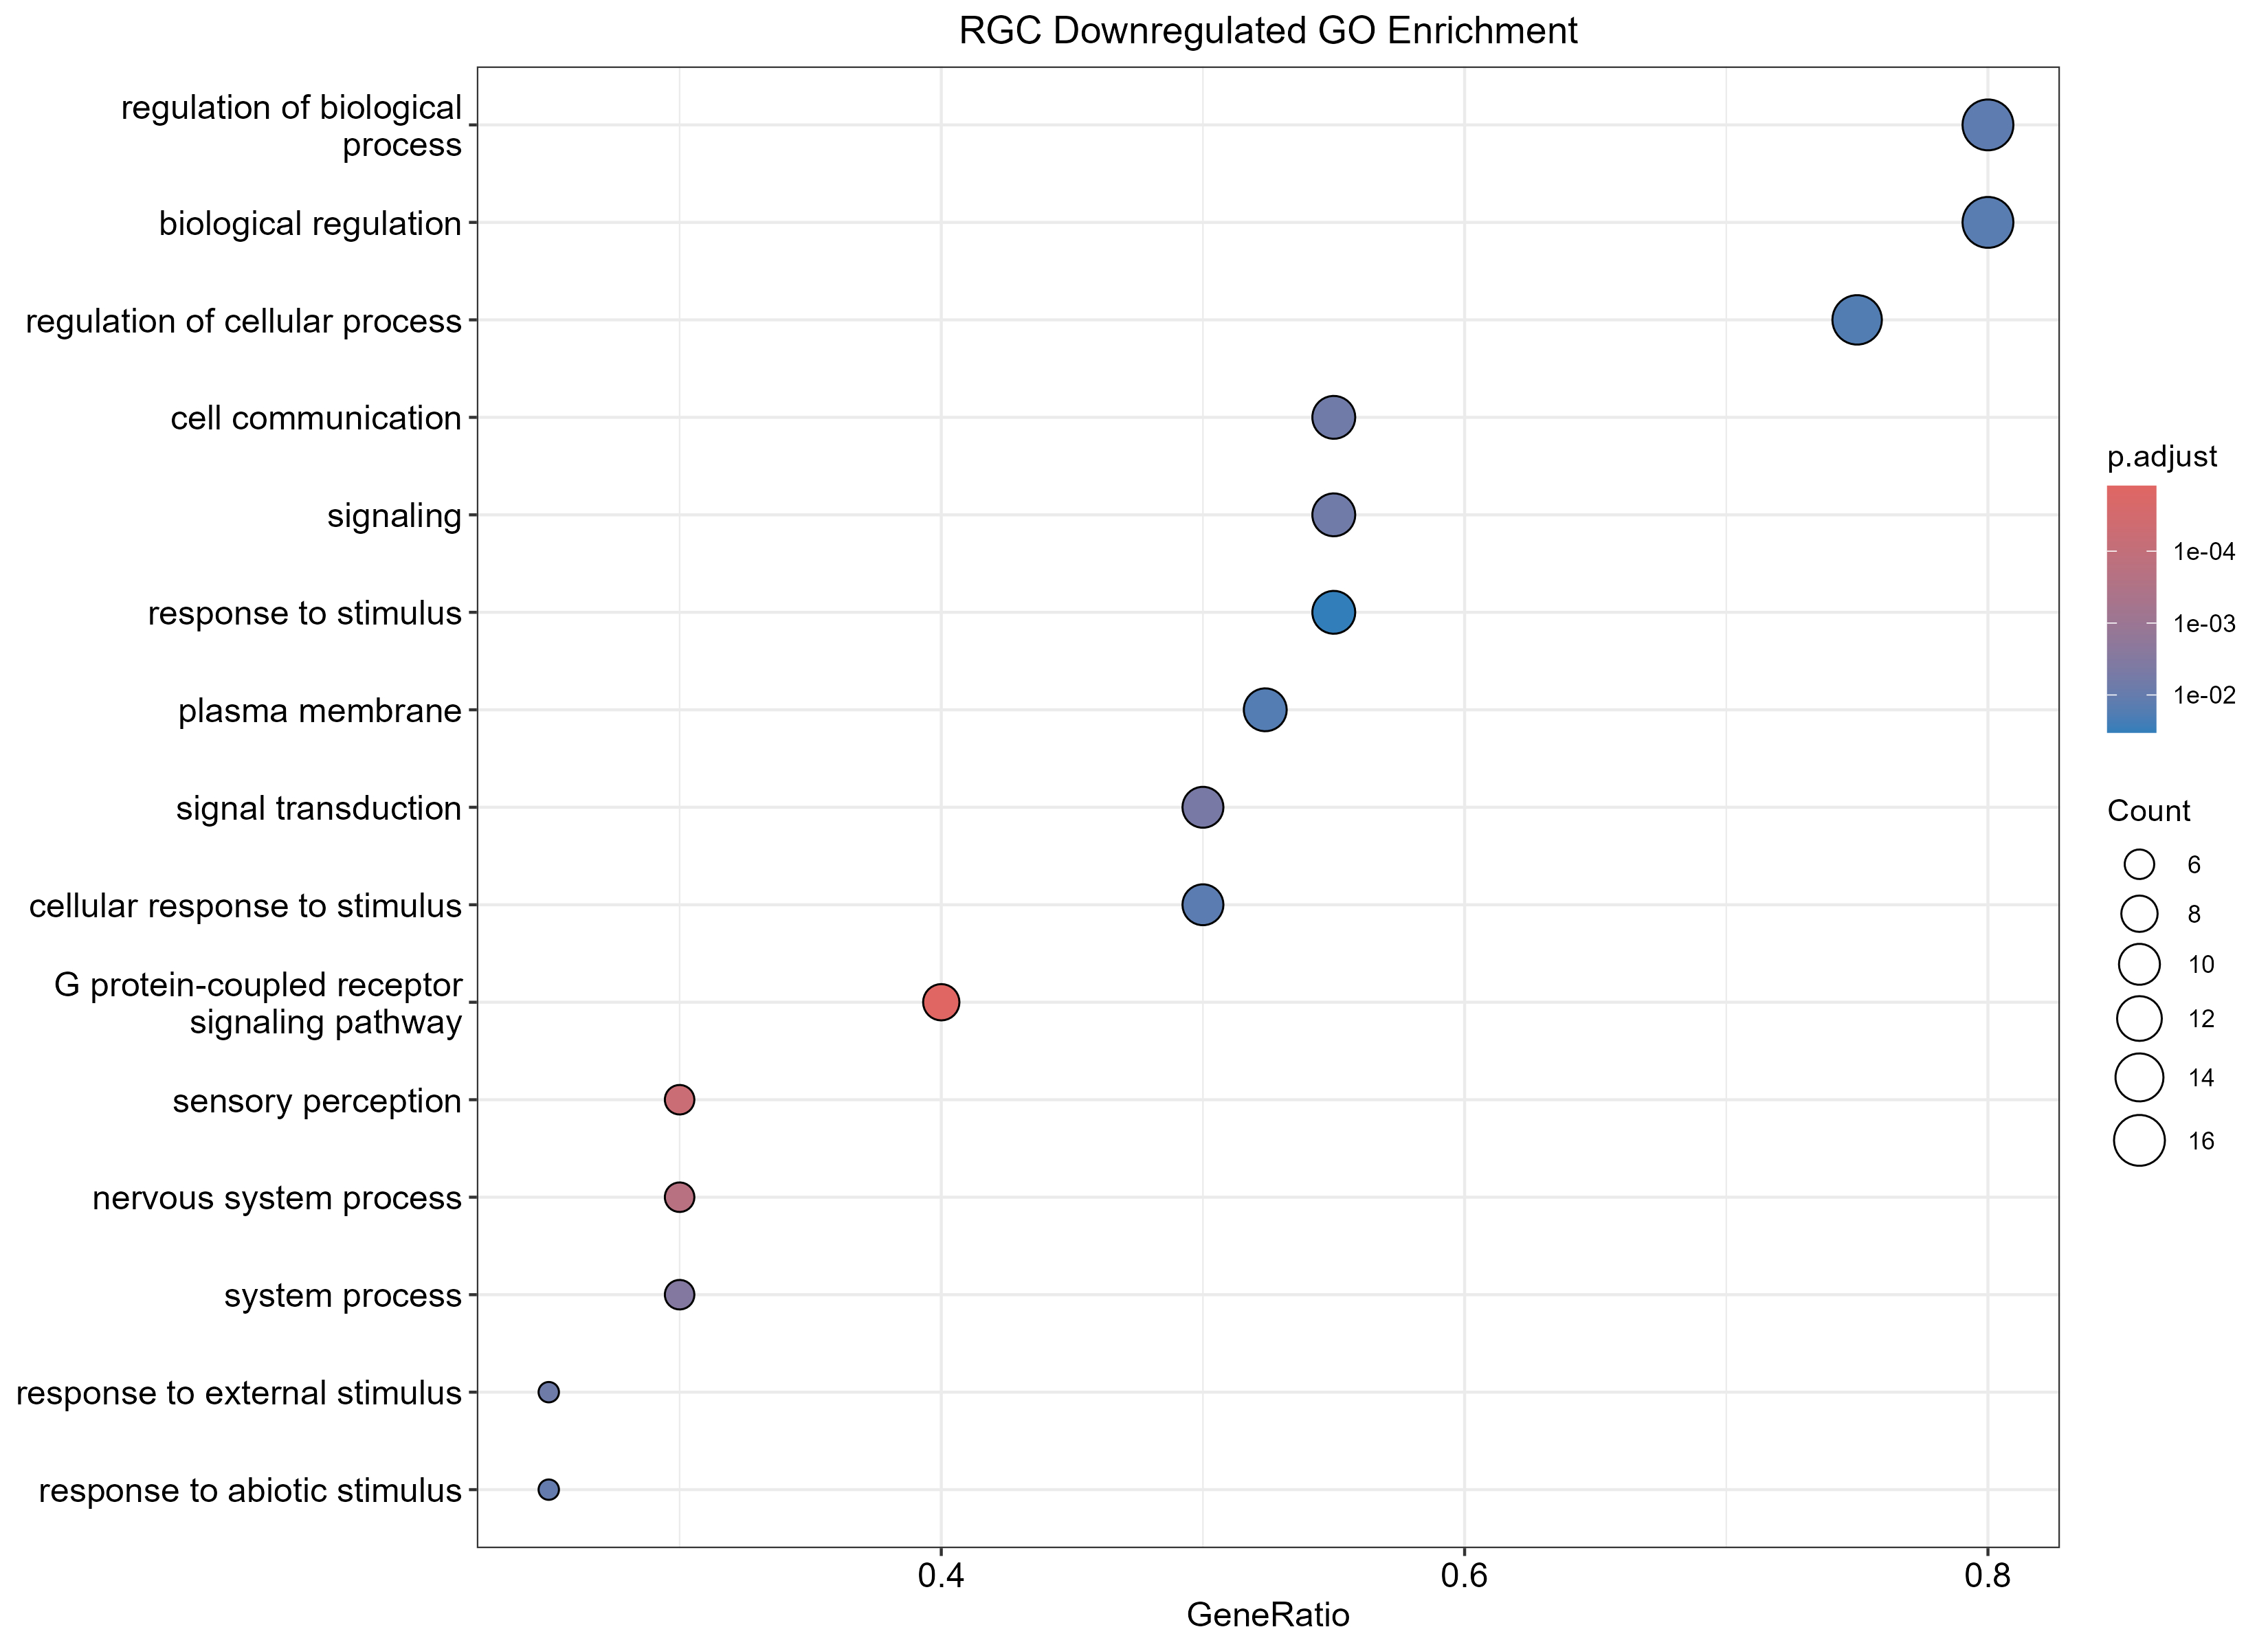 RGC Downregulated GO Enrichment
regulation of biological
process
biological regulation
regulation of cellular process
cell communication
signaling
response to stimulus
plasma membrane
signal transduction
cellular response to stimulus
G protein-coupled receptor
signaling pathway
sensory perception
nervous system process
system process
response to external stimulus
response to abiotic stimulus
0.4
0.6
0.8
GeneRatio
p.adjust
1e-04
1e-03
1e-02
Count
6
8
10
12
14
16